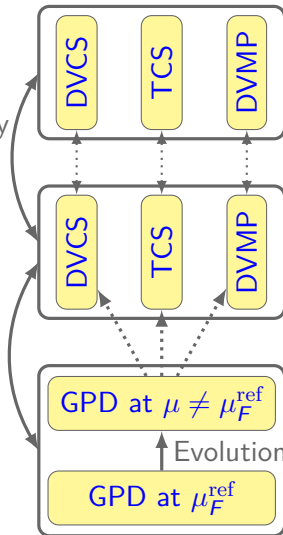 DVCS
TCS
DVMP
y
DVCS
TCS
DVMP
GPD at μ ≠ μ_F^ref
Evolution
GPD at μ_F^ref